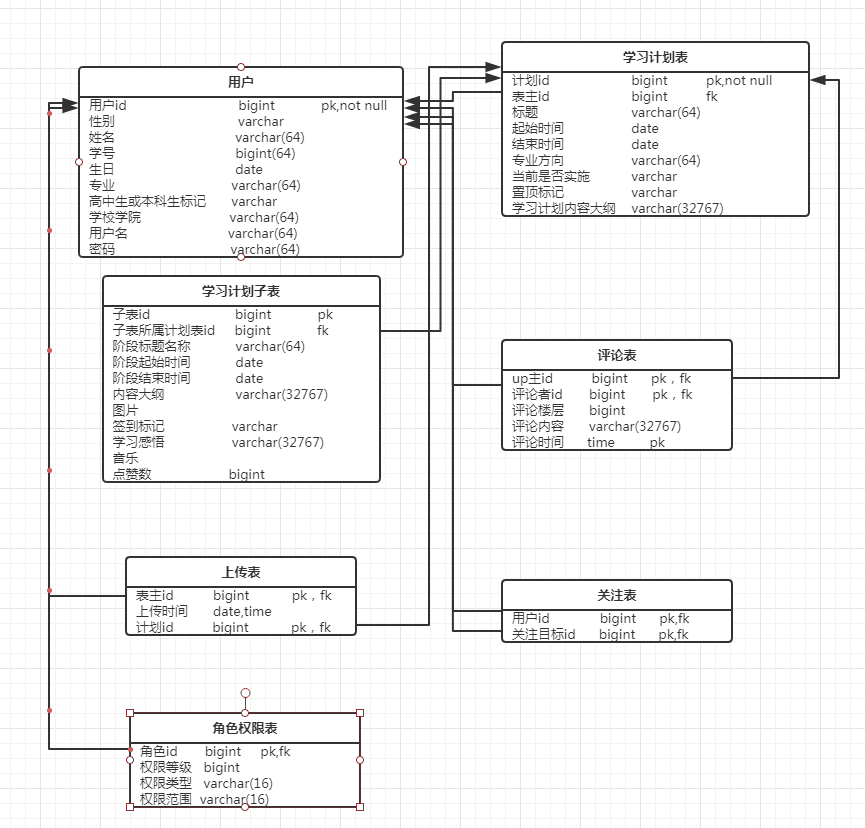 用户
用户id bigint pk,not null
性别 varchar
姓名 varchar(64)
学号 bigint(64)
生日 date
专业 varchar(64)
高中生或本科生标记 varchar
学校学院 varchar(64)
用户名 varchar(64)
密码 varchar(64)
学习计划表
计划id bigint pk,not null
表主id bigint fk
标题 varchar(64)
起始时间 date
结束时间 date
专业方向 varchar(64)
当前是否实施 varchar
置顶标记 varchar
学习计划内容大纲 varchar(32767)
学习计划子表
子表id bigint pk
子表所属计划表id bigint fk
阶段标题名称 varchar(64)
阶段起始时间 date
阶段结束时间 date
内容大纲 varchar(32767)
图片
签到标记 varchar
学习感悟 varchar(32767)
音乐
点赞数 bigint
评论表
up主id bigint pk，fk
评论者id bigint pk，fk
评论楼层 bigint
评论内容 varchar(32767)
评论时间 time pk
上传表
表主id bigint pk，fk
上传时间 date,time
计划id bigint pk，fk
关注表
用户id bigint pk,fk
关注目标id bigint pk,fk
角色权限表
角色id bigint pk,fk
权限等级 bigint
权限类型 varchar(16)
权限范围 varchar(16)